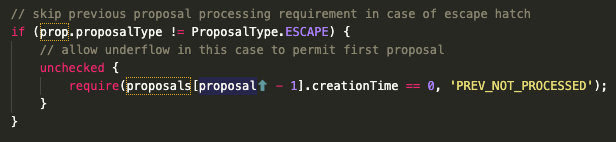 // skip previous proposal processing requirement in case of escape hatch
if (prop.proposalType != ProposalType.ESCAPE) {
// allow underflow in this case to permit first proposal
unchecked {
require(proposals[proposal⬆ - 1].creationTime == 0, 'PREV_NOT_PROCESSED');
}
}